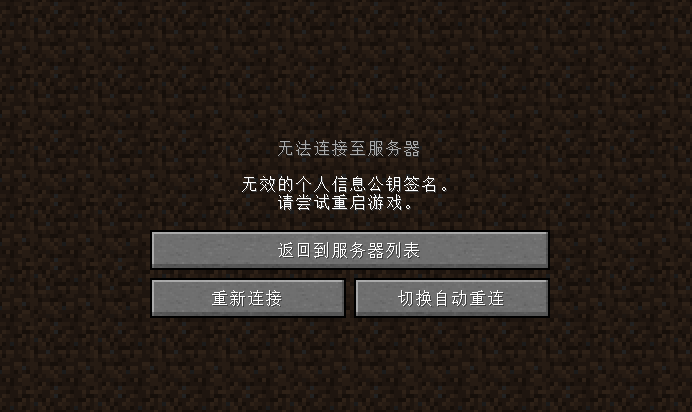 无法连接至服务器
无效的个人信息公钥签名。
请尝试重启游戏。
返回到服务器列表
重新连接
切换自动重连